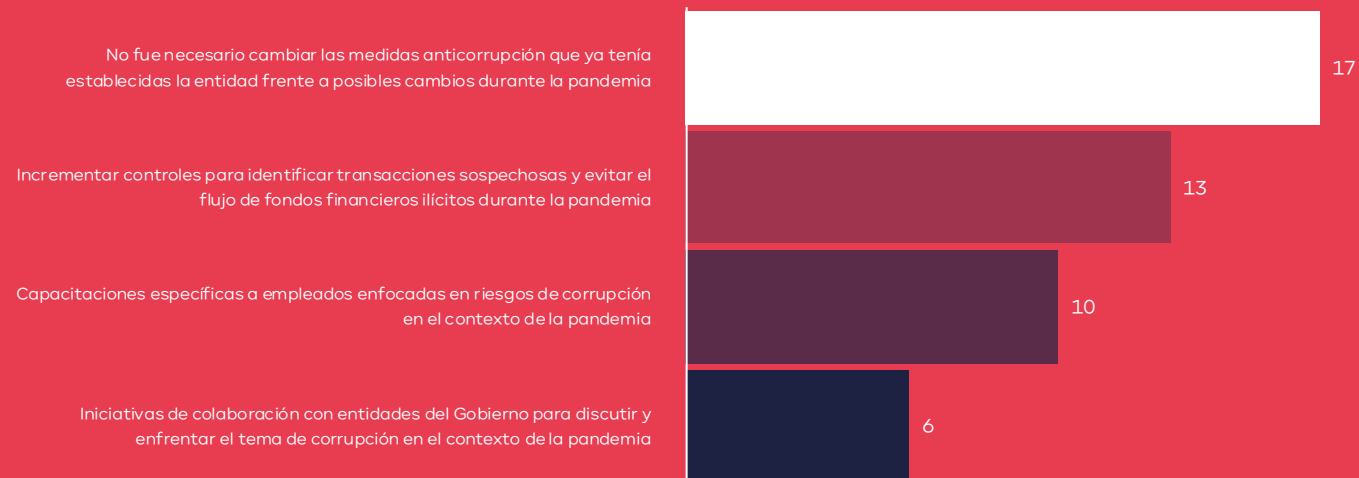 No fue necesario cambiar las medidas anticorrupción que ya tenía
establecidas la entidad frente a posibles cambios durante la pandemia
17
Incrementar controles para identificar transacciones sospechosas y evitar el
flujo de fondos financieros ilícitos durante la pandemia
13
Capacitaciones específicas a empleados enfocadas en riesgos de corrupción
en el contexto de la pandemia
10
Iniciativas de colaboración con entidades del Gobierno para discutir y
enfrentar el tema de corrupción en el contexto de la pandemia
6